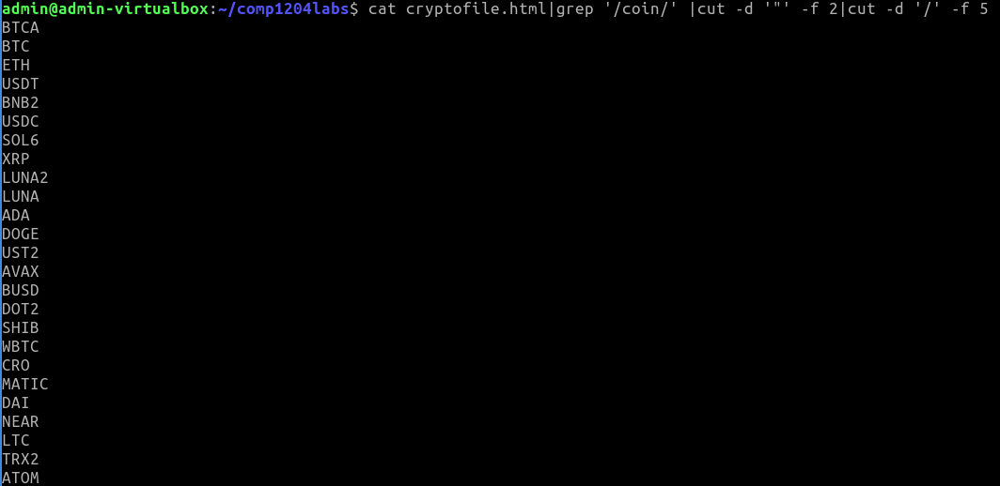 admin@admin-virtualbox:~/comp1204labs$ cat cryptofile.html|grep '/coin/' |cut -d '"' -f 2|cut -d '/' -f 5
BTCA
BTC
ETH
USDT
BNB2
USDC
SOL6
XRP
LUNA2
LUNA
ADA
DOGE
UST2
AVAX
BUSD
DOT2
SHIB
WBTC
CRO
MATIC
DAI
NEAR
LTC
TRX2
ATOM